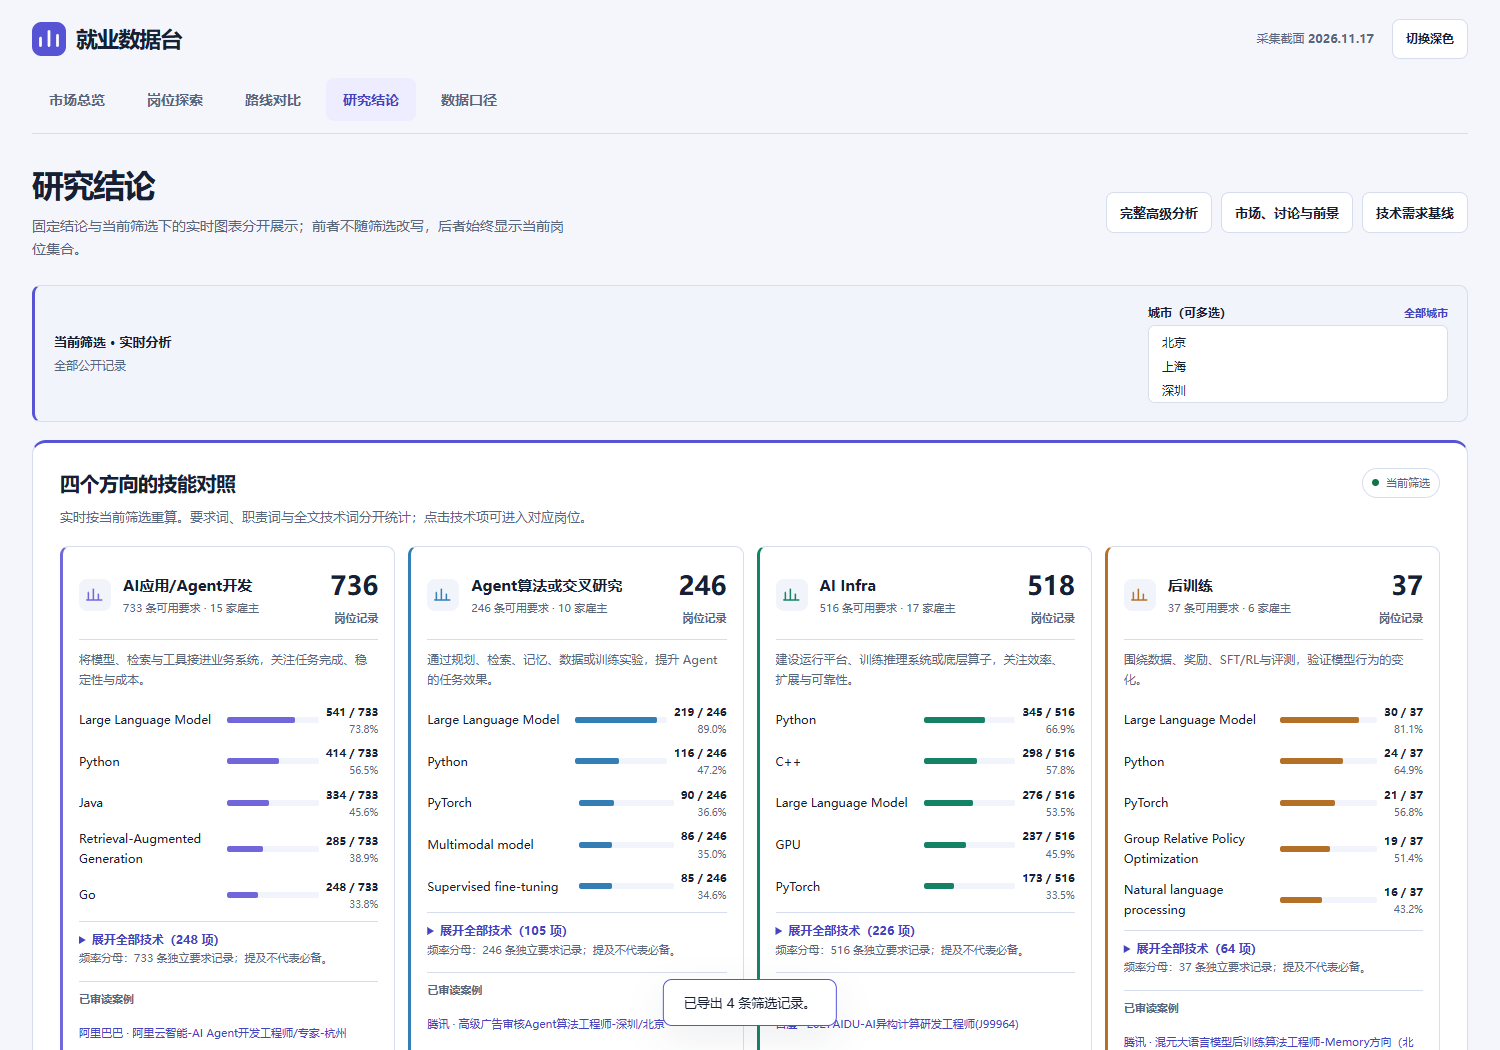 就业数据台
采集截面 2026.11.17
切换深色
市场总览
岗位探索
路线对比
研究结论
数据口径
研究结论
固定结论与当前筛选下的实时图表分开展示；前者不随筛选改写，后者始终显示当前岗
位集合。
完整高级分析
市场、讨论与前景
技术需求基线
当前筛选 • 实时分析
全部公开记录
城市（可多选）
全部城市
北京
上海
深圳
四个方向的技能对照
当前筛选
实时按当前筛选重算。要求词、职责词与全文技术词分开统计；点击技术项可进入对应岗位。
AI应用/Agent开发
733 条可用要求 · 15 家雇主
736
岗位记录
将模型、检索与工具接进业务系统，关注任务完成、稳
定性与成本。
Large Language Model
541 / 733
73.8%
Python
414 / 733
56.5%
Java
334 / 733
45.6%
Retrieval-Augmented
Generation
285 / 733
38.9%
Go
248 / 733
33.8%
展开全部技术（248 项）
频率分母：733 条独立要求记录；提及不代表必备。
已审读案例
阿里巴巴 · 阿里云智能-AI Agent开发工程师/专家-杭州
Agent算法或交叉研究
246 条可用要求 · 10 家雇主
246
岗位记录
通过规划、检索、记忆、数据或训练实验，提升 Agent
的任务效果。
Large Language Model
219 / 246
89.0%
Python
116 / 246
47.2%
PyTorch
90 / 246
36.6%
Multimodal model
86 / 246
35.0%
Supervised fine-tuning
85 / 246
34.6%
展开全部技术（105 项）
频率分母：246 条独立要求记录；提及不代表必备。
已审读案例
腾讯 · 高级广告审核Agent算法工程师-深圳/北京
AI Infra
516 条可用要求 · 17 家雇主
518
岗位记录
建设运行平台、训练推理系统或底层算子，关注效率、
扩展与可靠性。
Python
345 / 516
66.9%
C++
298 / 516
57.8%
Large Language Model
276 / 516
53.5%
GPU
237 / 516
45.9%
PyTorch
173 / 516
33.5%
展开全部技术（226 项）
频率分母：516 条独立要求记录；提及不代表必备。
AIDU-AI异构计算研发工程师(J99964)
后训练
37 条可用要求 · 6 家雇主
37
岗位记录
围绕数据、奖励、SFT/RL与评测，验证模型行为的变
化。
Large Language Model
30 / 37
81.1%
Python
24 / 37
64.9%
PyTorch
21 / 37
56.8%
Group Relative Policy
Optimization
19 / 37
51.4%
Natural language
processing
16 / 37
43.2%
展开全部技术（64 项）
频率分母：37 条独立要求记录；提及不代表必备。
已审读案例
腾讯 · 混元大语言模型后训练算法工程师-Memory方向（北
已导出 4 条筛选记录。